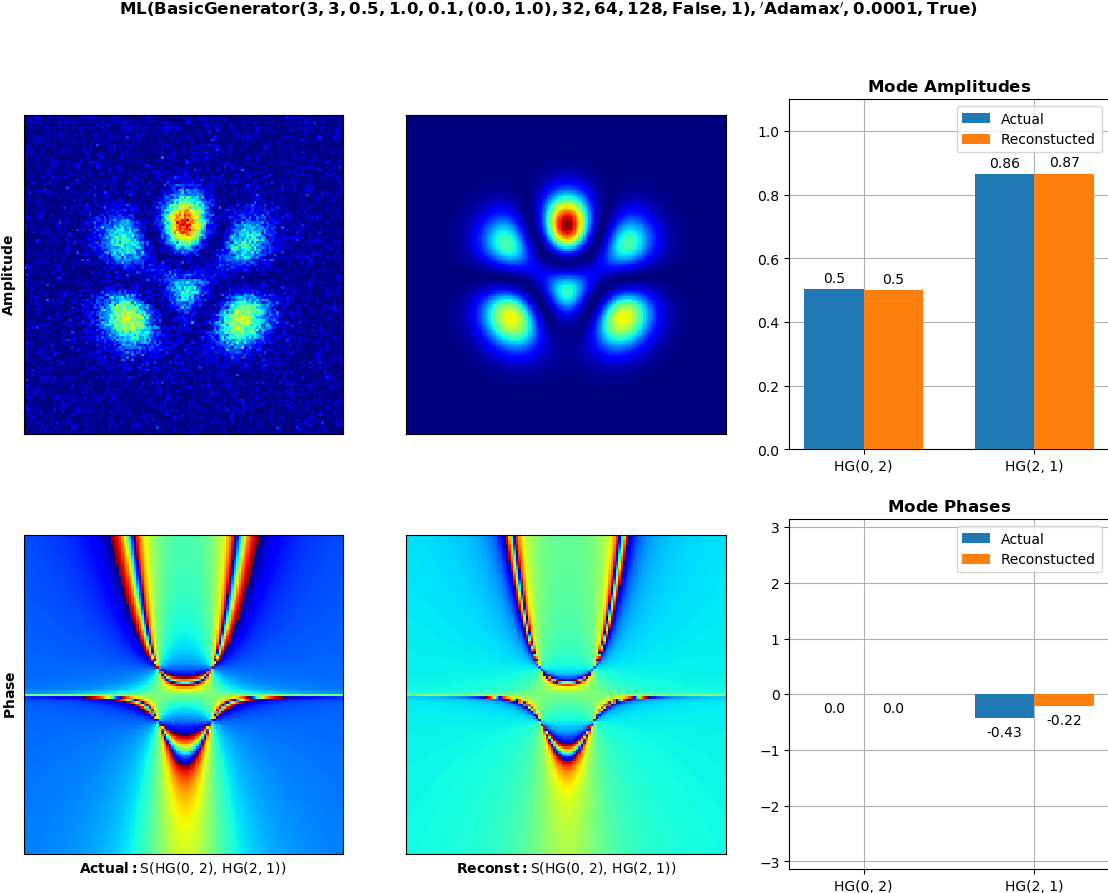 ML(BasicGenerator(3, 3, 0.5, 1.0, 0.1, (0.0, 1.0), 32, 64, 128, False, 1), ′Adamax′, 0.0001, True)
Mode Amplitudes
Amplitude
1.0
0.8
0.6
0.4
0.2
0.0
Actual
Reconstucted
0.5
0.5
0.86
0.87
HG(0, 2)
HG(2, 1)
Mode Phases
Phase
3
2
1
0
−1
−2
−3
Actual
Reconstucted
0.0
0.0
-0.43
-0.22
HG(0, 2)
HG(2, 1)
Actual: S(HG(0, 2), HG(2, 1))
Reconst: S(HG(0, 2), HG(2, 1))